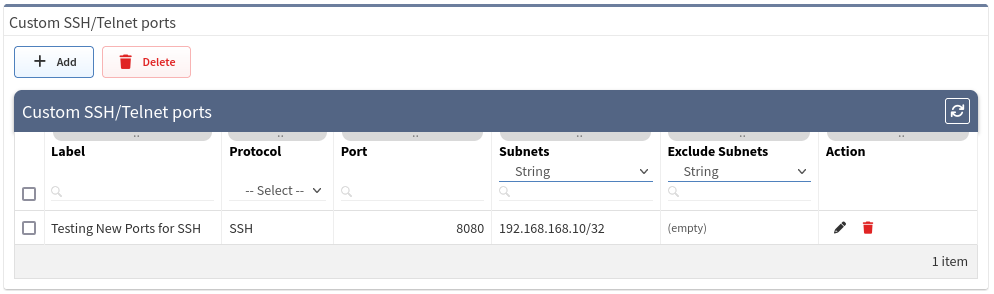 Custom SSH/Telnet ports
Add Delete
Custom SSH/Telnet ports
.. .. .. .. .. ..
Label Protocol Port Subnets Exclude Subnets Action
String String
-- Select --
Testing New Ports for SSH SSH 8080 192.168.168.10/32 (empty)
1 item